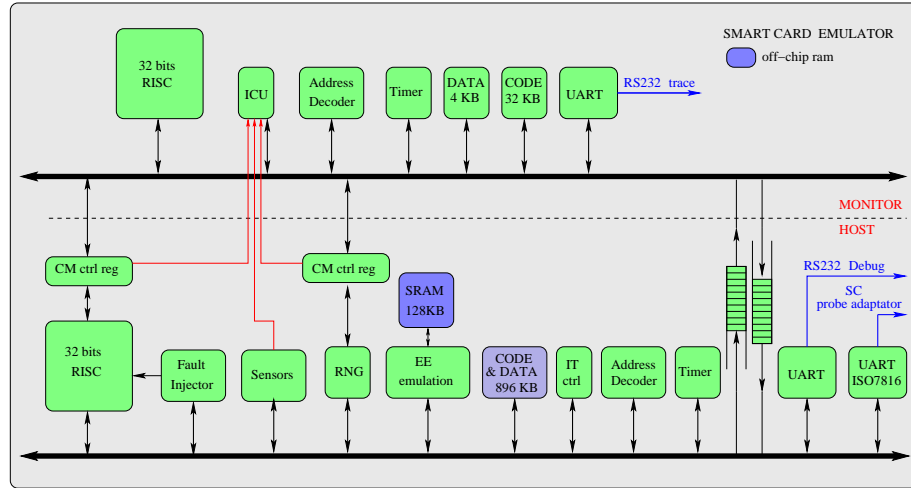 SMART CARD EMULATOR
off-chip ram
32 bits
RISC
ICU
Address
Decoder
Timer
DATA
4 KB
CODE
32 KB
UART
RS232 trace
MONITOR
HOST
CM ctrl reg
CM ctrl reg
RS232 Debug
SC
probe adaptator
SRAM
128KB
32 bits
RISC
Fault
Injector
Sensors
RNG
EE
emulation
CODE
& DATA
896 KB
IT
ctrl
Address
Decoder
Timer
UART
UART
ISO7816